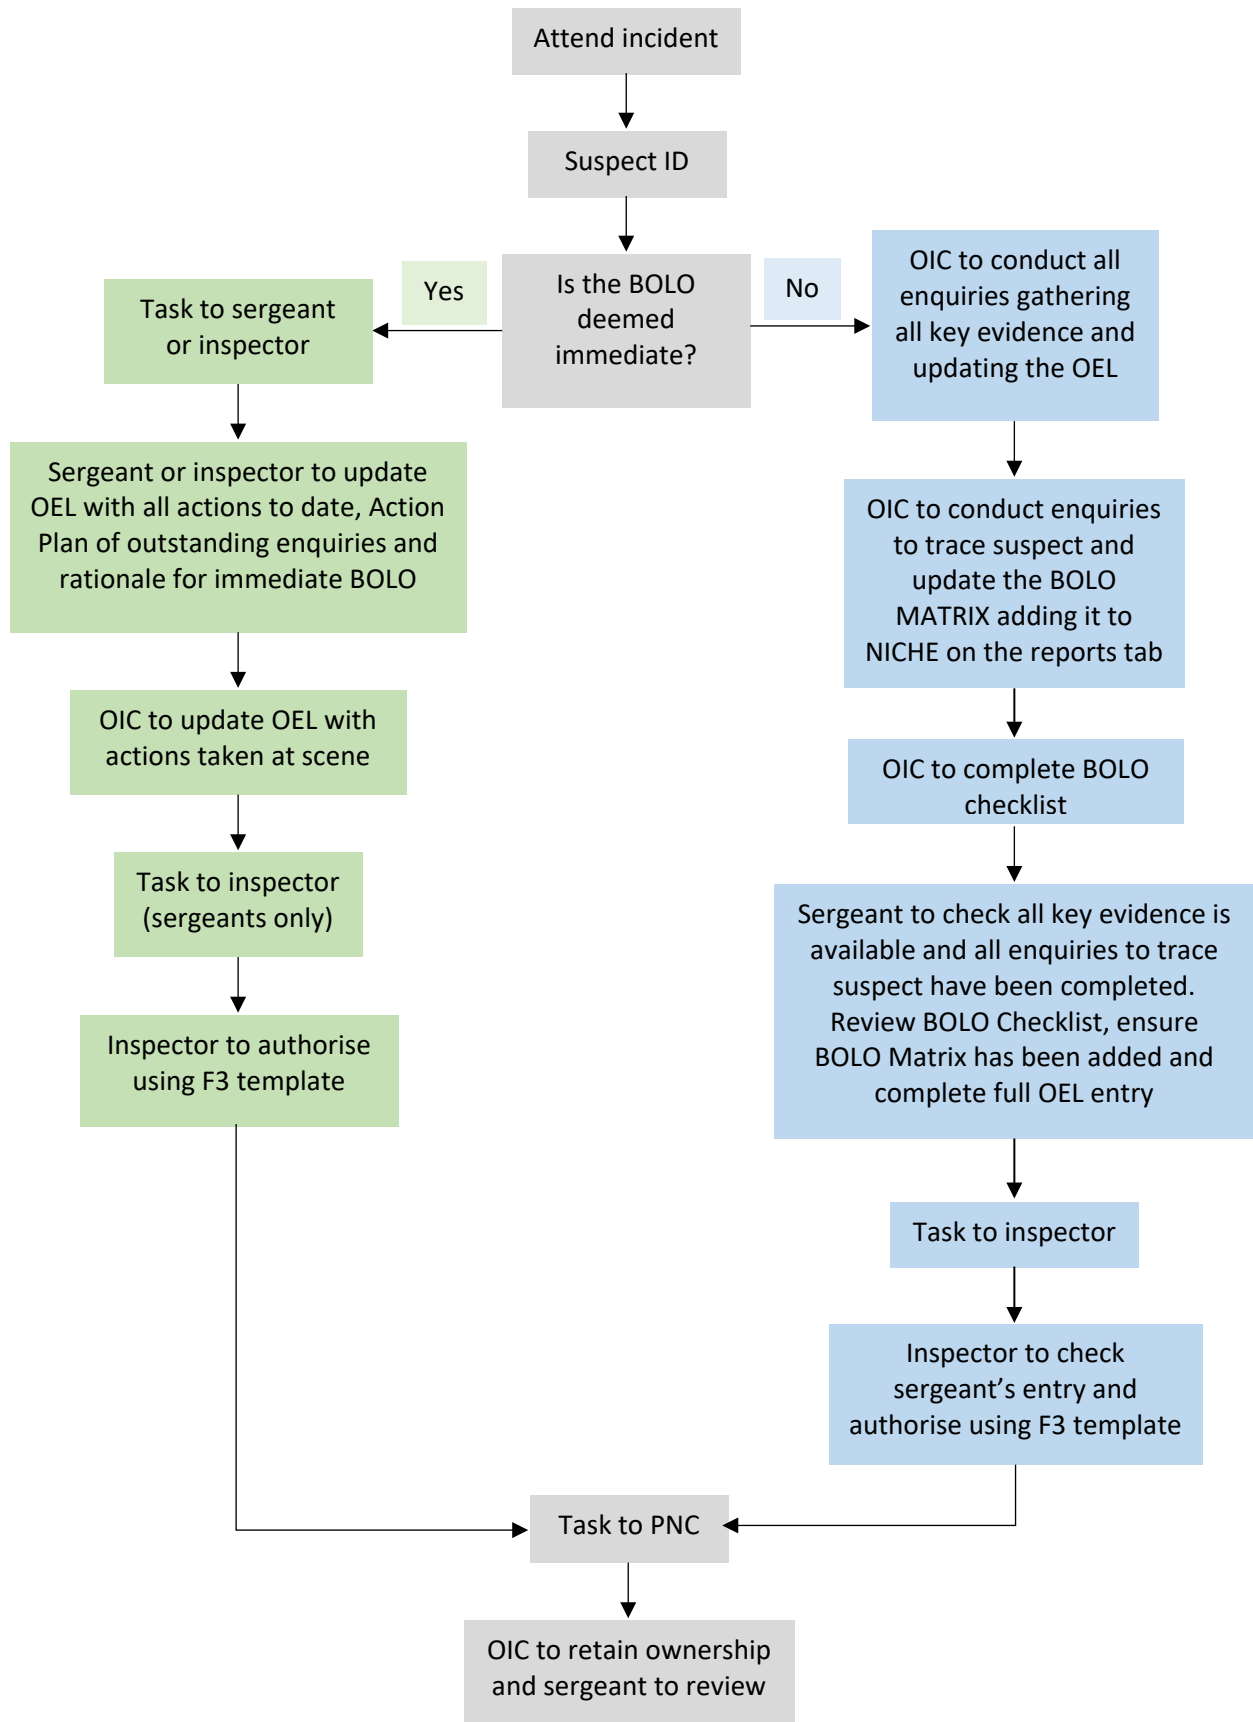 Attend incident
Suspect ID
Is the BOLO
deemed
immediate?
Yes
Task to sergeant
or inspector
Sergeant or inspector to update
OEL with all actions to date, Action
Plan of outstanding enquiries and
rationale for immediate BOLO
OIC to update OEL with
actions taken at scene
Task to inspector
(sergeants only)
Inspector to authorise
using F3 template
No
OIC to conduct all
enquiries gathering
all key evidence and
updating the OEL
OIC to conduct enquiries
to trace suspect and
update the BOLO
MATRIX adding it to
NICHE on the reports tab
OIC to complete BOLO
checklist
Sergeant to check all key evidence is
available and all enquiries to trace
suspect have been completed.
Review BOLO Checklist, ensure
BOLO Matrix has been added and
complete full OEL entry
Task to inspector
Inspector to check
sergeant’s entry and
authorise using F3 template
Task to PNC
OIC to retain ownership
and sergeant to review